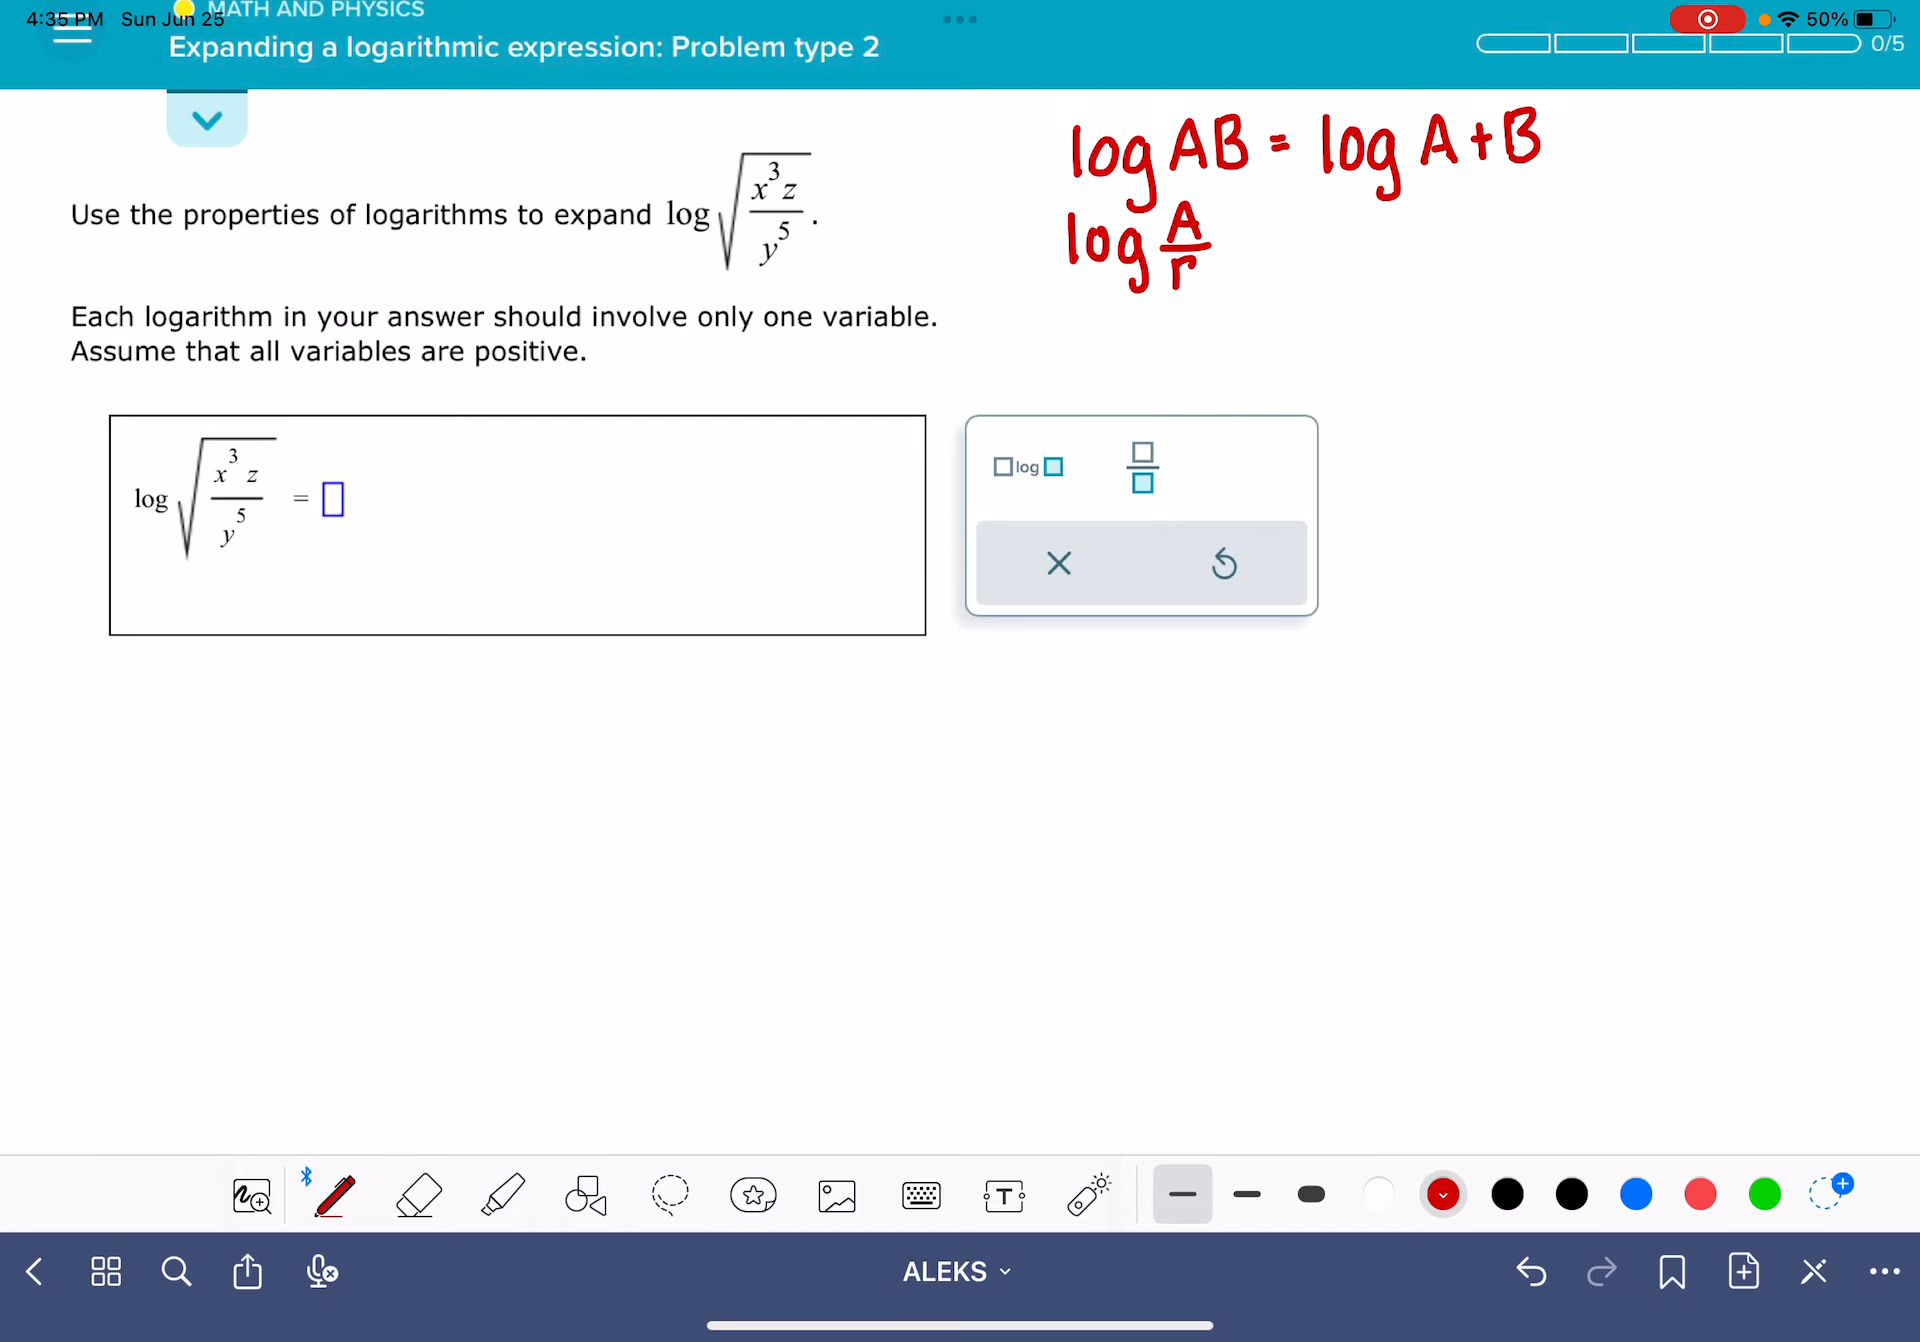 4:35 PM Sun Jun 25
MATH AND PHYSICS
50%
Expanding a logarithmic expression: Problem type 2
0/5
log AB = log A + B
log A/r
Use the properties of logarithms to expand log √(x³z/y⁵).
Each logarithm in your answer should involve only one variable.
Assume that all variables are positive.
log √(x³z/y⁵) = □
□log□
ALEKS